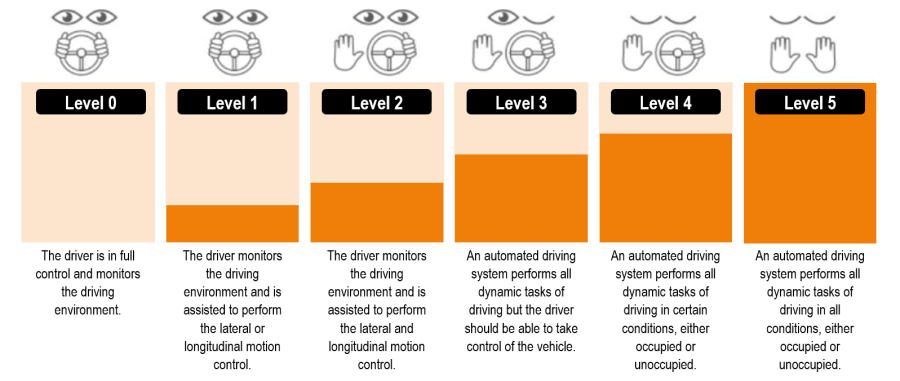 Level 0
Level 1
Level 2
Level 3
Level 4
Level 5
The driver is in full
control and monitors
the driving
environment.
The driver monitors
the driving
environment and is
assisted to perform
the lateral or
longitudinal motion
control.
The driver monitors
the driving
environment and is
assisted to perform
the lateral and
longitudinal motion
control.
An automated driving
system performs all
dynamic tasks of
driving but the driver
should be able to take
control of the vehicle.
An automated driving
system performs all
dynamic tasks of
driving in certain
conditions, either
occupied or
unoccupied.
An automated driving
system performs all
dynamic tasks of
driving in all
conditions, either
occupied or
unoccupied.